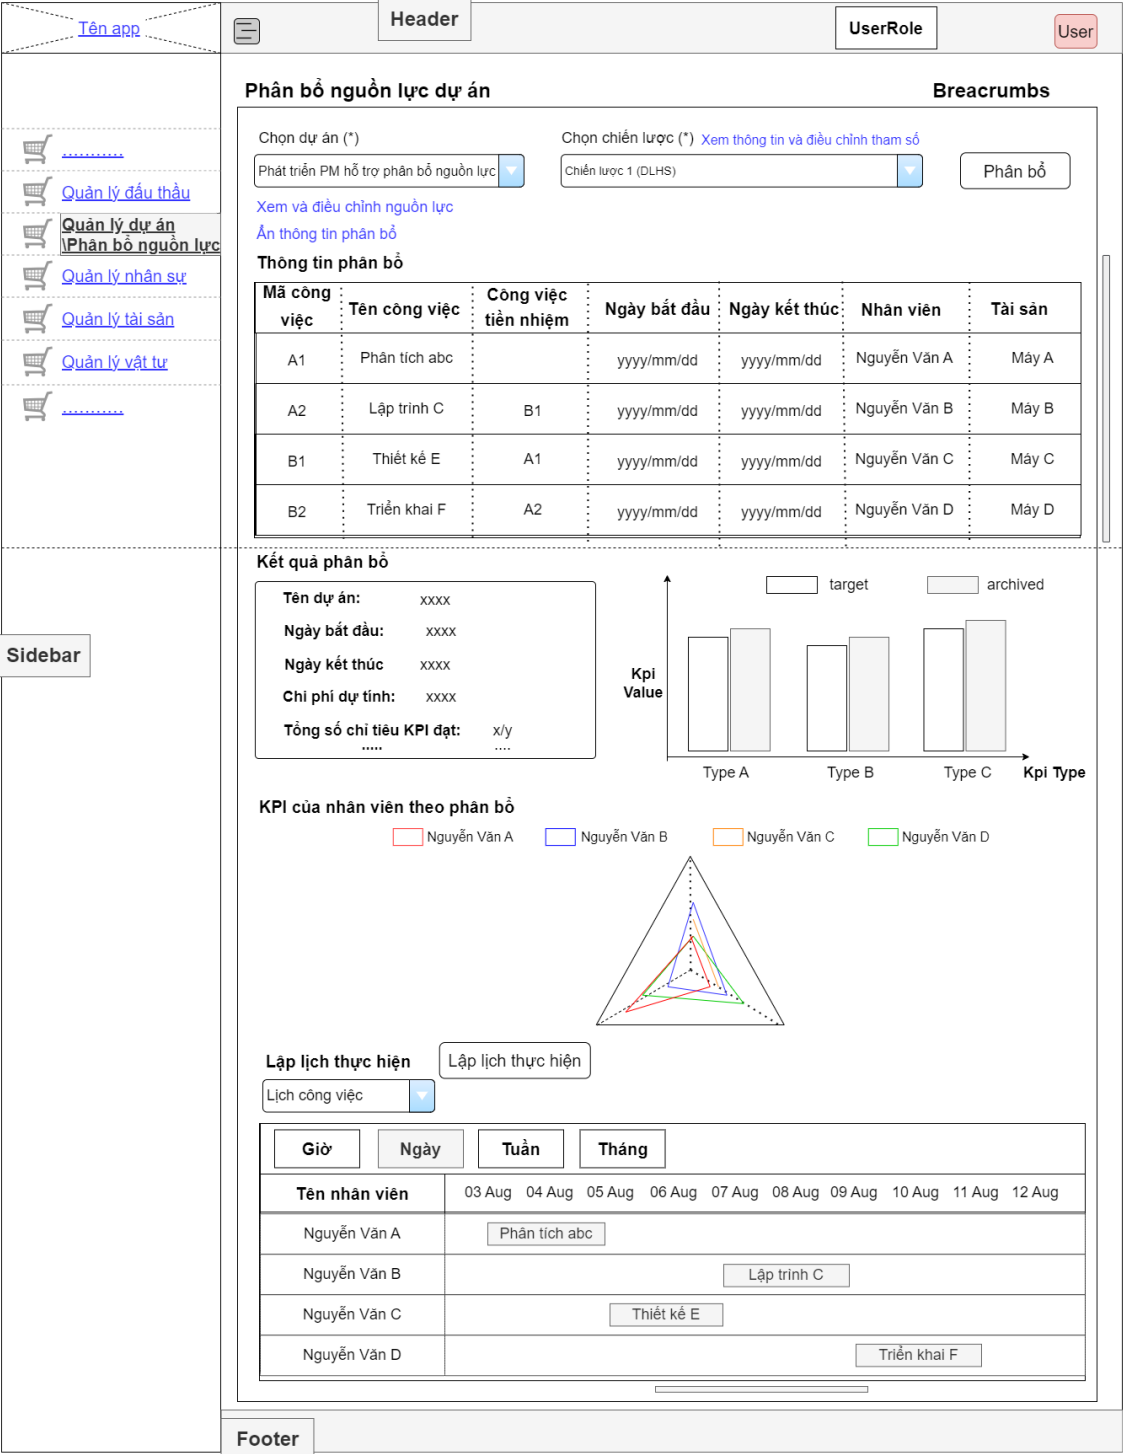 Tên app
Header
UserRole
User
...........
Quản lý đấu thầu
Quản lý dự án
\Phân bổ nguồn lực
Quản lý nhân sự
Quản lý tài sản
Quản lý vật tư
...........
Sidebar
Phân bổ nguồn lực dự án
Breacrumbs
Chọn dự án (*)
Chọn chiến lược (*) Xem thông tin và điều chỉnh tham số
Phát triển PM hỗ trợ phân bổ nguồn lực
Chiến lược 1 (DLHS)
Phân bổ
Xem và điều chỉnh nguồn lực
Ẩn thông tin phân bổ
Thông tin phân bổ
Mã công việc Tên công việc Công việc tiền nhiệm Ngày bắt đầu Ngày kết thúc Nhân viên Tài sản
A1 Phân tích abc yyyy/mm/dd yyyy/mm/dd Nguyễn Văn A Máy A
A2 Lập trình C B1 yyyy/mm/dd yyyy/mm/dd Nguyễn Văn B Máy B
B1 Thiết kế E A1 yyyy/mm/dd yyyy/mm/dd Nguyễn Văn C Máy C
B2 Triển khai F A2 yyyy/mm/dd yyyy/mm/dd Nguyễn Văn D Máy D
Kết quả phân bổ
Tên dự án: xxxx
Ngày bắt đầu: xxxx
Ngày kết thúc xxxx
Chi phí dự tính: xxxx
Tổng số chỉ tiêu KPI đạt: x/y
..... ....
target archived
Kpi
Value
Type A Type B Type C Kpi Type
KPI của nhân viên theo phân bổ
Nguyễn Văn A Nguyễn Văn B Nguyễn Văn C Nguyễn Văn D
Lập lịch thực hiện Lập lịch thực hiện
Lịch công việc
Giờ Ngày Tuần Tháng
Tên nhân viên 03 Aug 04 Aug 05 Aug 06 Aug 07 Aug 08 Aug 09 Aug 10 Aug 11 Aug 12 Aug
Nguyễn Văn A Phân tích abc
Nguyễn Văn B Lập trình C
Nguyễn Văn C Thiết kế E
Nguyễn Văn D Triển khai F
Footer